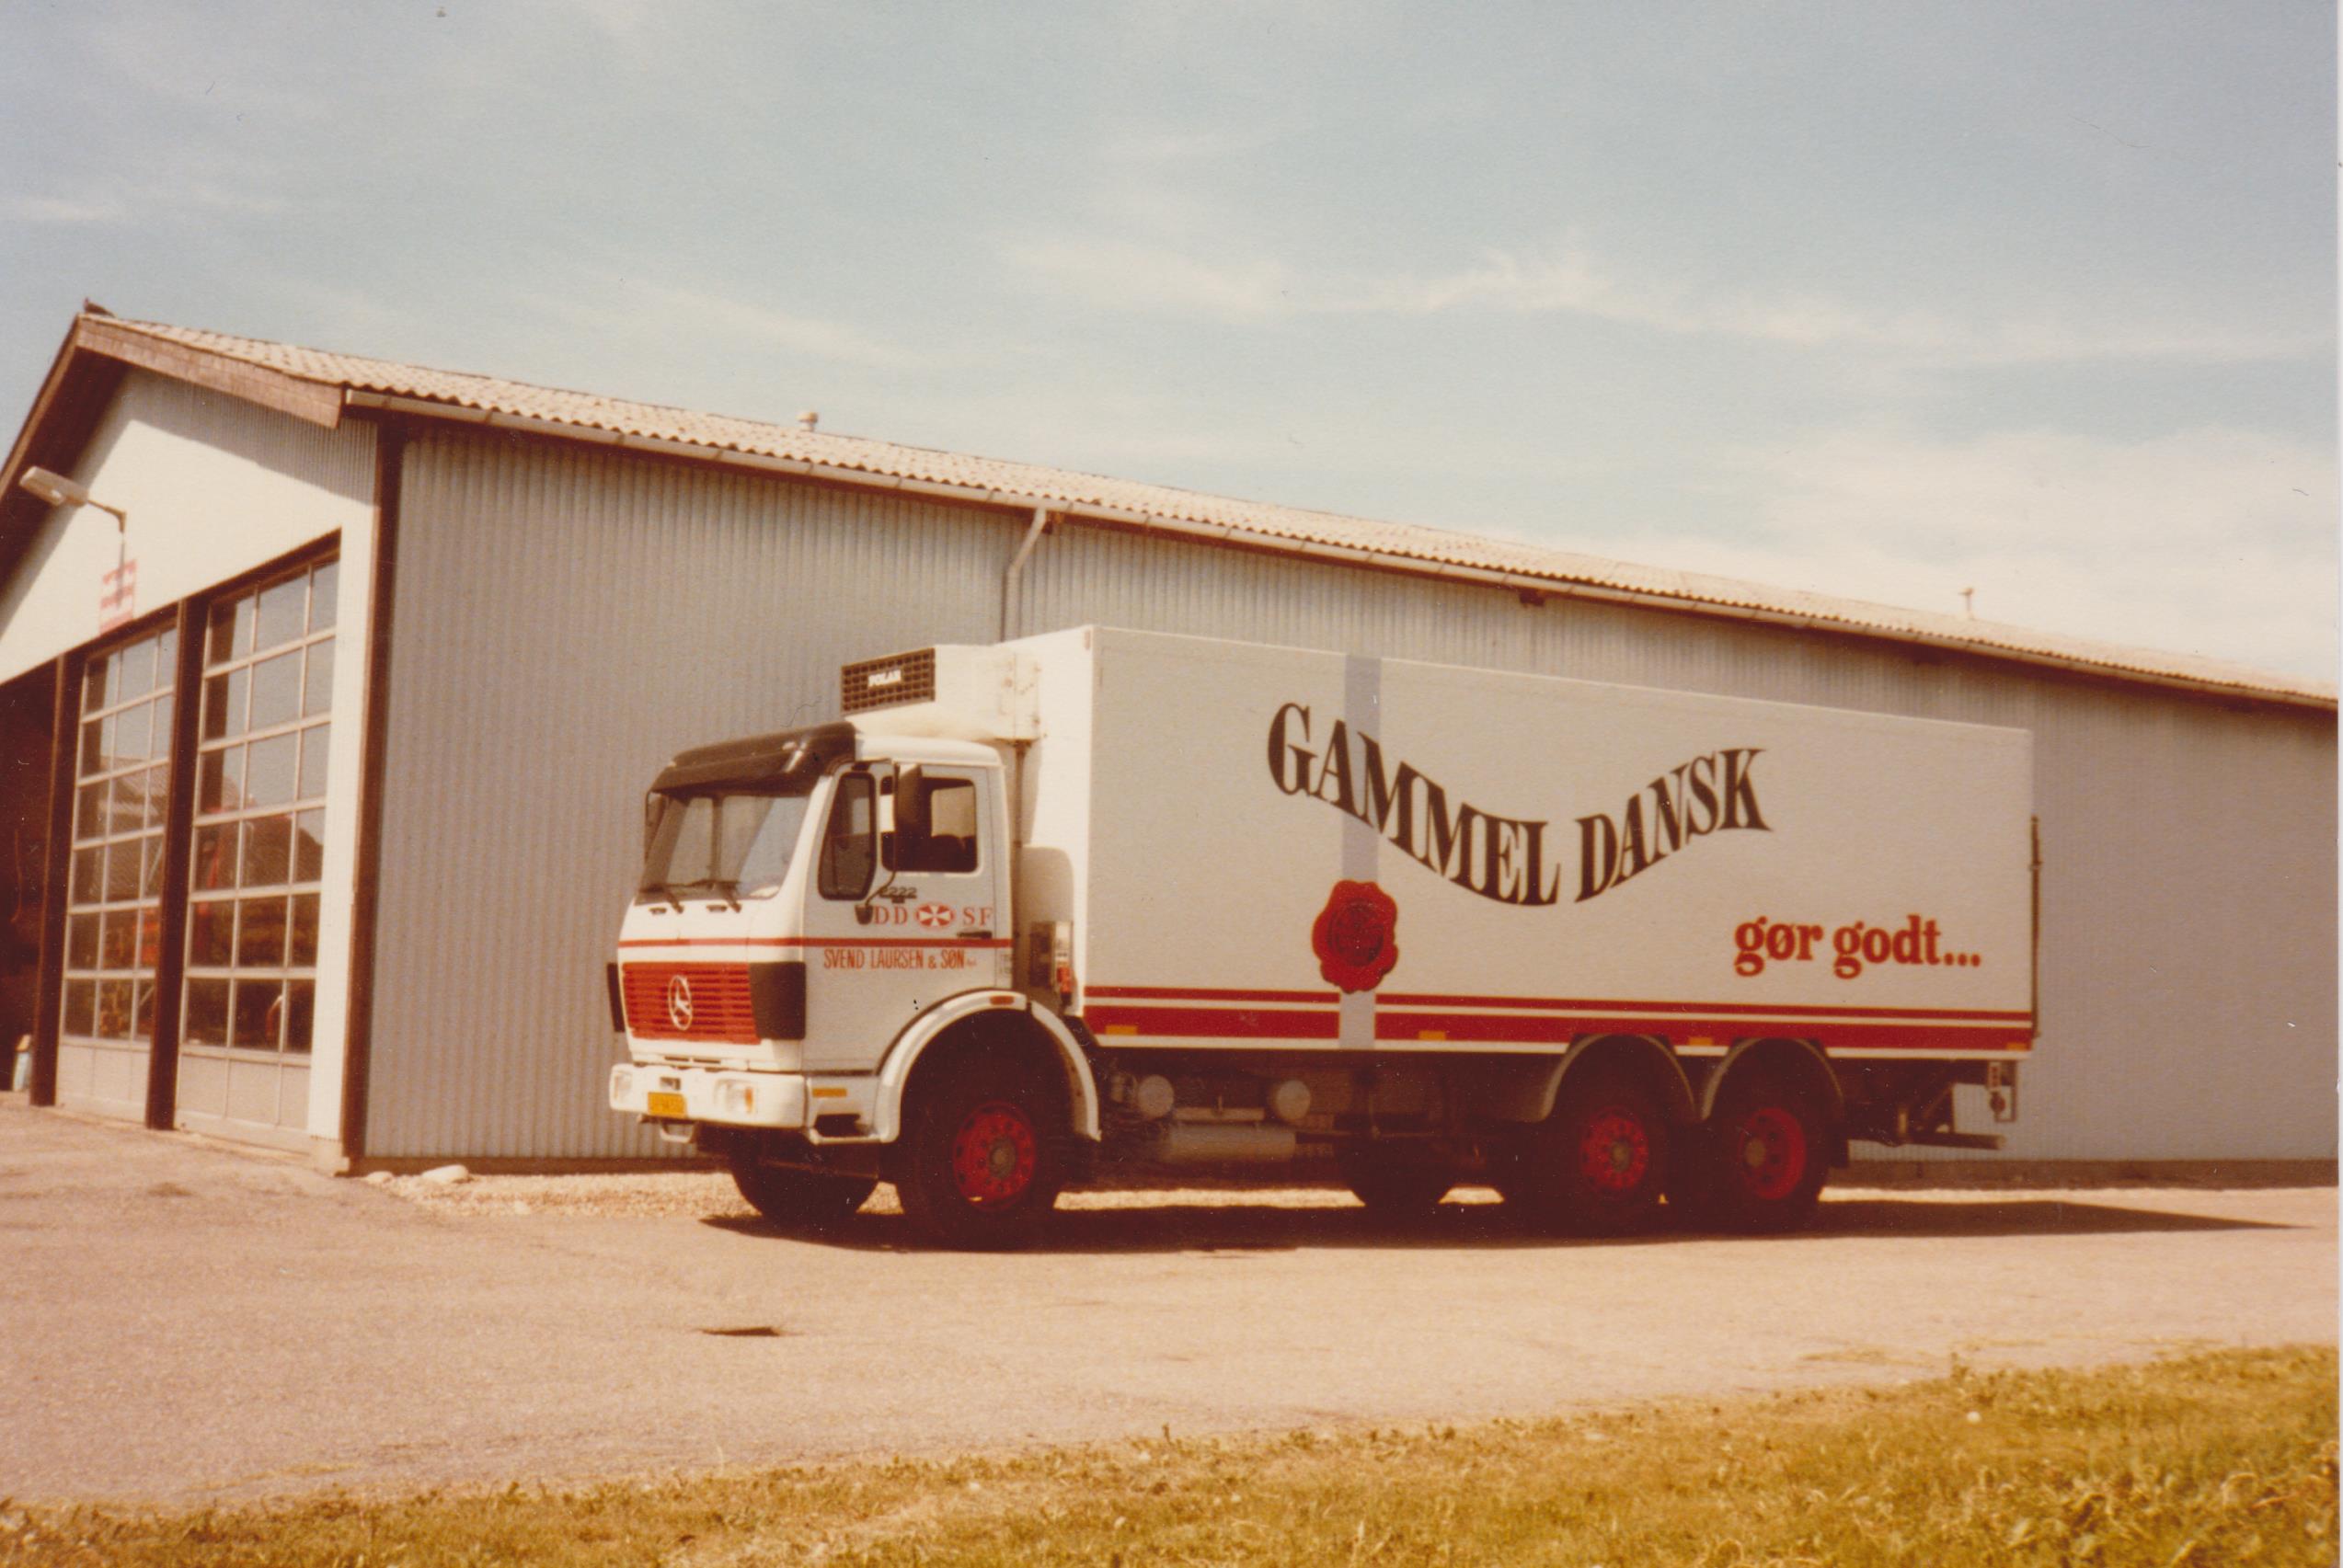 POLAR
GAMMEL DANSK
gør godt...
2222
DD SF
SVEND LAURSEN & SØN